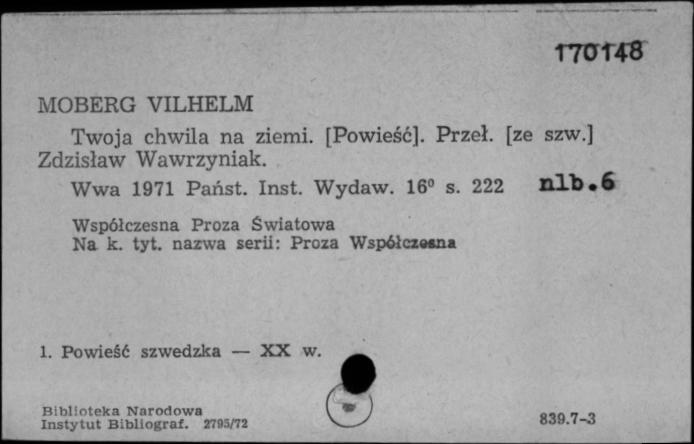 170148
MOBERG VILHELM
Twoja chwila na ziemi. [Powieść]. Przeł. [ze szw.]
Zdzisław Wawrzyniak.
Wwa 1971 Państ. Inst. Wydaw. 16⁰ s. 222 nlb.6
Współczesna Proza Światowa
Na k. tyt. nazwa serii: Proza Współczesna
1. Powieść szwedzka — XX w.
Biblioteka Narodowa
Instytut Bibliograf. 2795/72 839.7-3